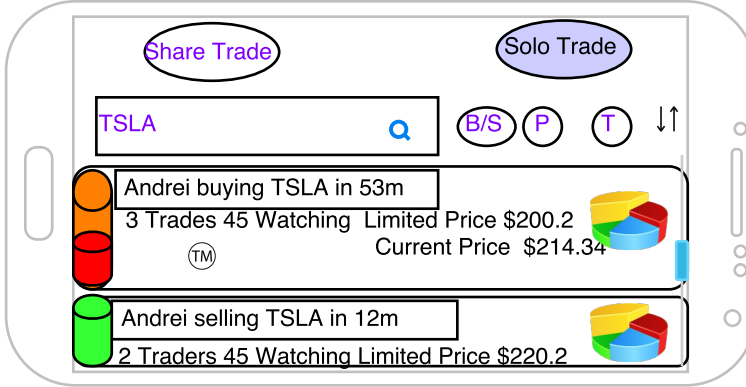 Share Trade
Solo Trade
TSLA
B/S P T ↓↑
Andrei buying TSLA in 53m
3 Trades 45 Watching Limited Price $200.2
Current Price $214.34
TM
Andrei selling TSLA in 12m
2 Traders 45 Watching Limited Price $220.2